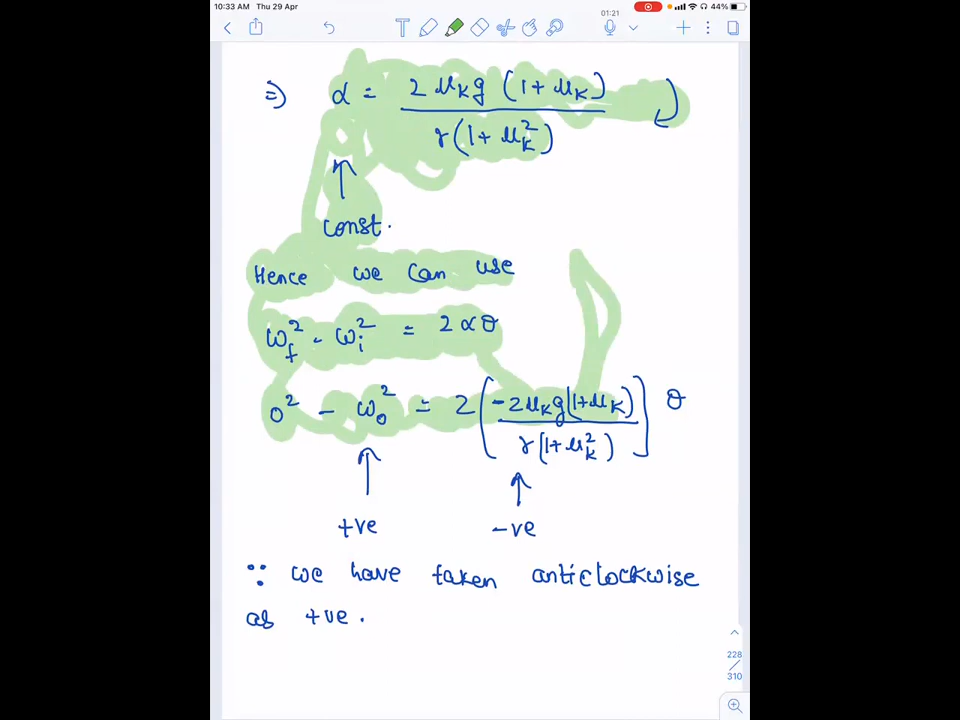 10:33 AM Thu 29 Apr 01:21 44%
⇒ α = 2 μₖg (1 + μₖ) / r(1 + μₖ²)
↑
const.
Hence we can use
ω_f² - ω_i² = 2αθ
0² - ω₀² = 2 [ -2μₖg(1+μₖ) / r(1+μₖ²) ] θ
↑ ↑
+ve -ve
∵ we have taken anticlockwise
as +ve.
228
/
310